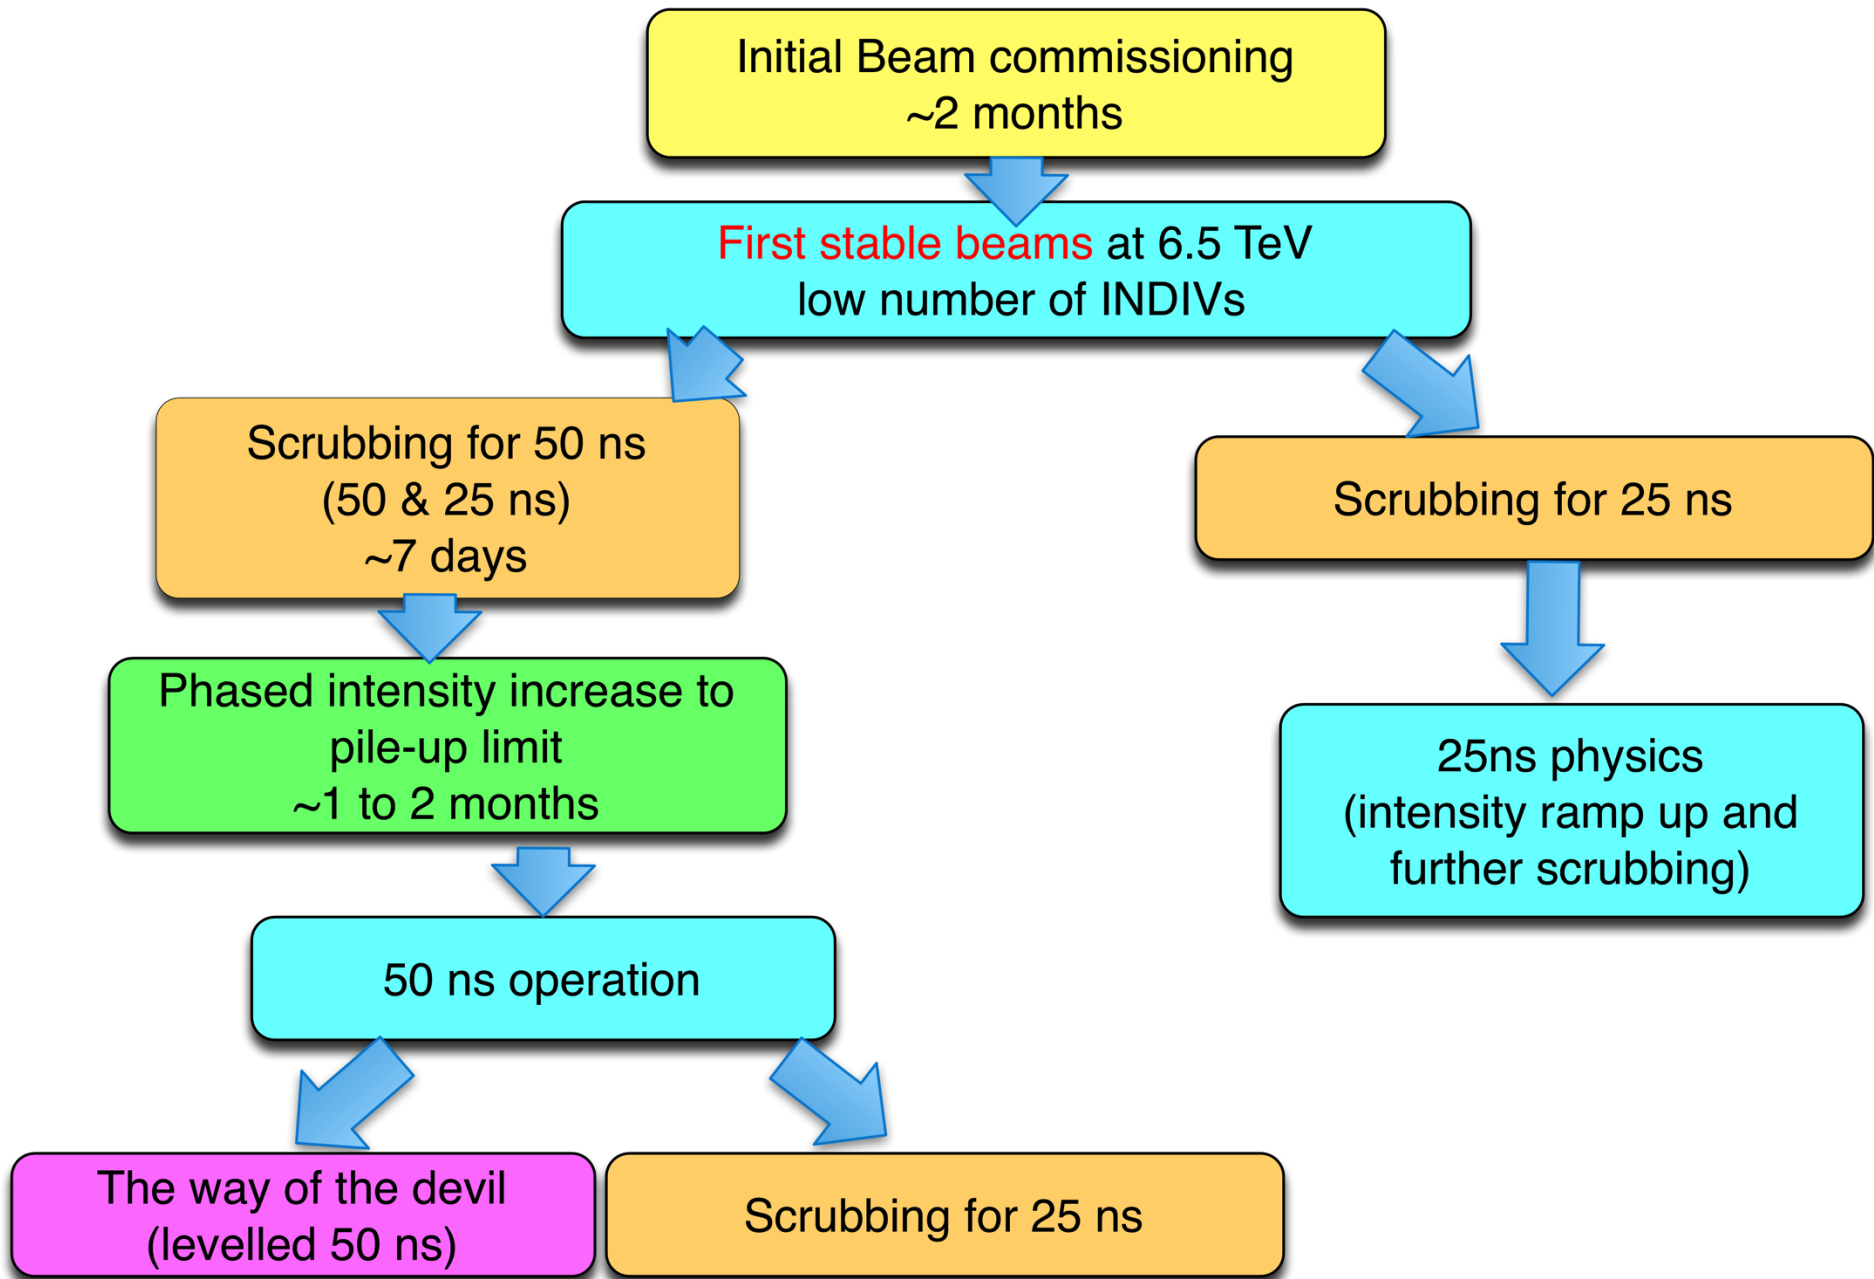 Initial Beam commissioning
~2 months
First stable beams at 6.5 TeV
low number of INDIVs
Scrubbing for 50 ns
(50 & 25 ns)
~7 days
Scrubbing for 25 ns
Phased intensity increase to
pile-up limit
~1 to 2 months
25ns physics
(intensity ramp up and
further scrubbing)
50 ns operation
The way of the devil
(levelled 50 ns)
Scrubbing for 25 ns